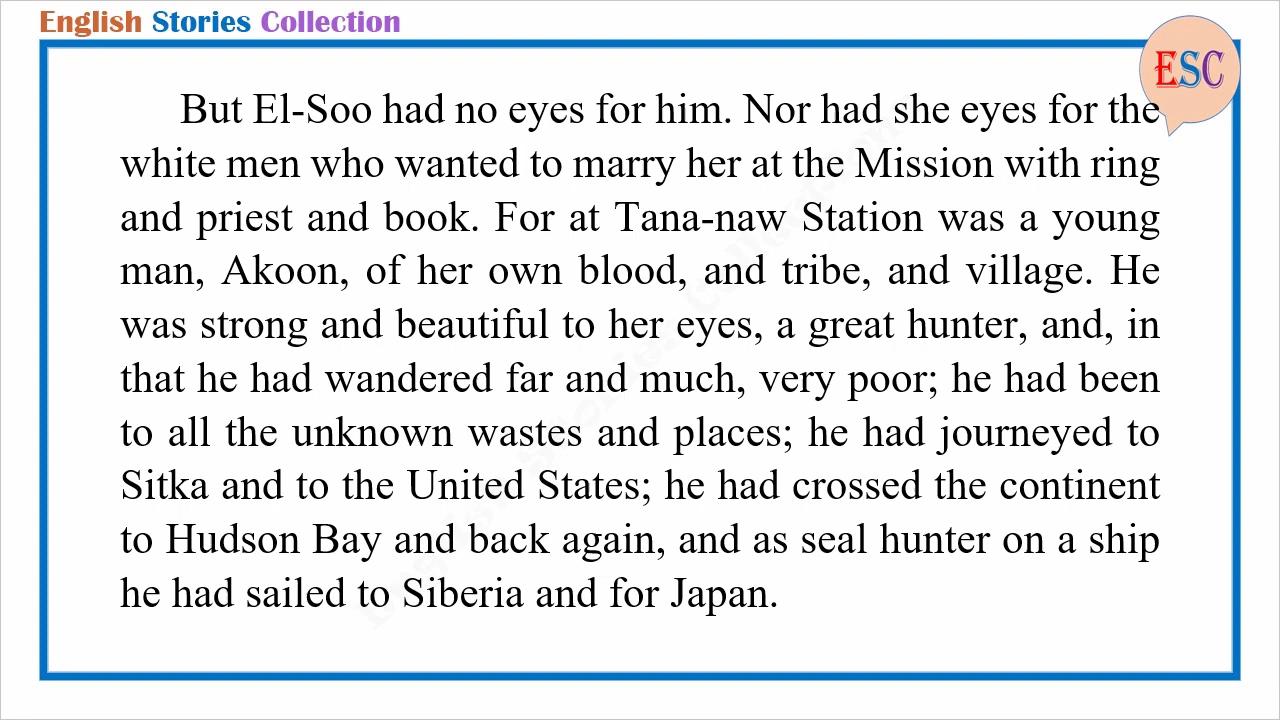 English Stories Collection
ESC
But El-Soo had no eyes for him. Nor had she eyes for the
white men who wanted to marry her at the Mission with ring
and priest and book. For at Tana-naw Station was a young
man, Akoon, of her own blood, and tribe, and village. He
was strong and beautiful to her eyes, a great hunter, and, in
that he had wandered far and much, very poor; he had been
to all the unknown wastes and places; he had journeyed to
Sitka and to the United States; he had crossed the continent
to Hudson Bay and back again, and as seal hunter on a ship
he had sailed to Siberia and for Japan.